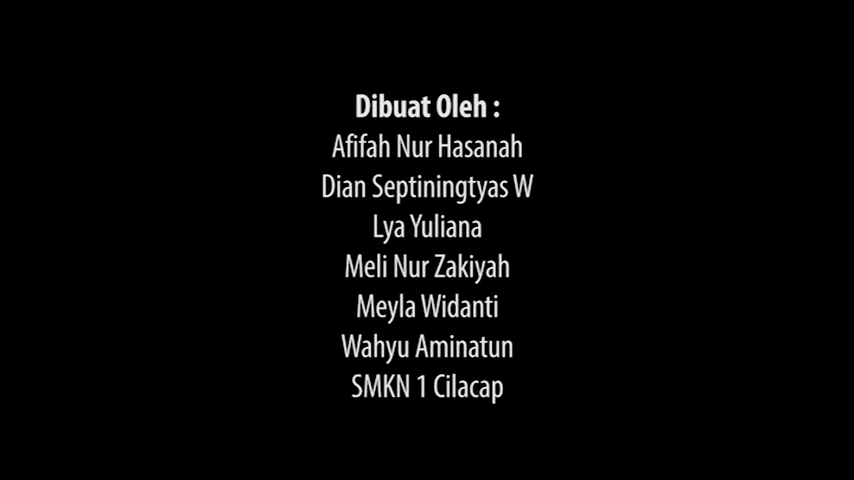 Dibuat Oleh :
Afifah Nur Hasanah
Dian Septiningtyas W
Lya Yuliana
Meli Nur Zakiyah
Meyla Widanti
Wahyu Aminatun
SMKN 1 Cilacap